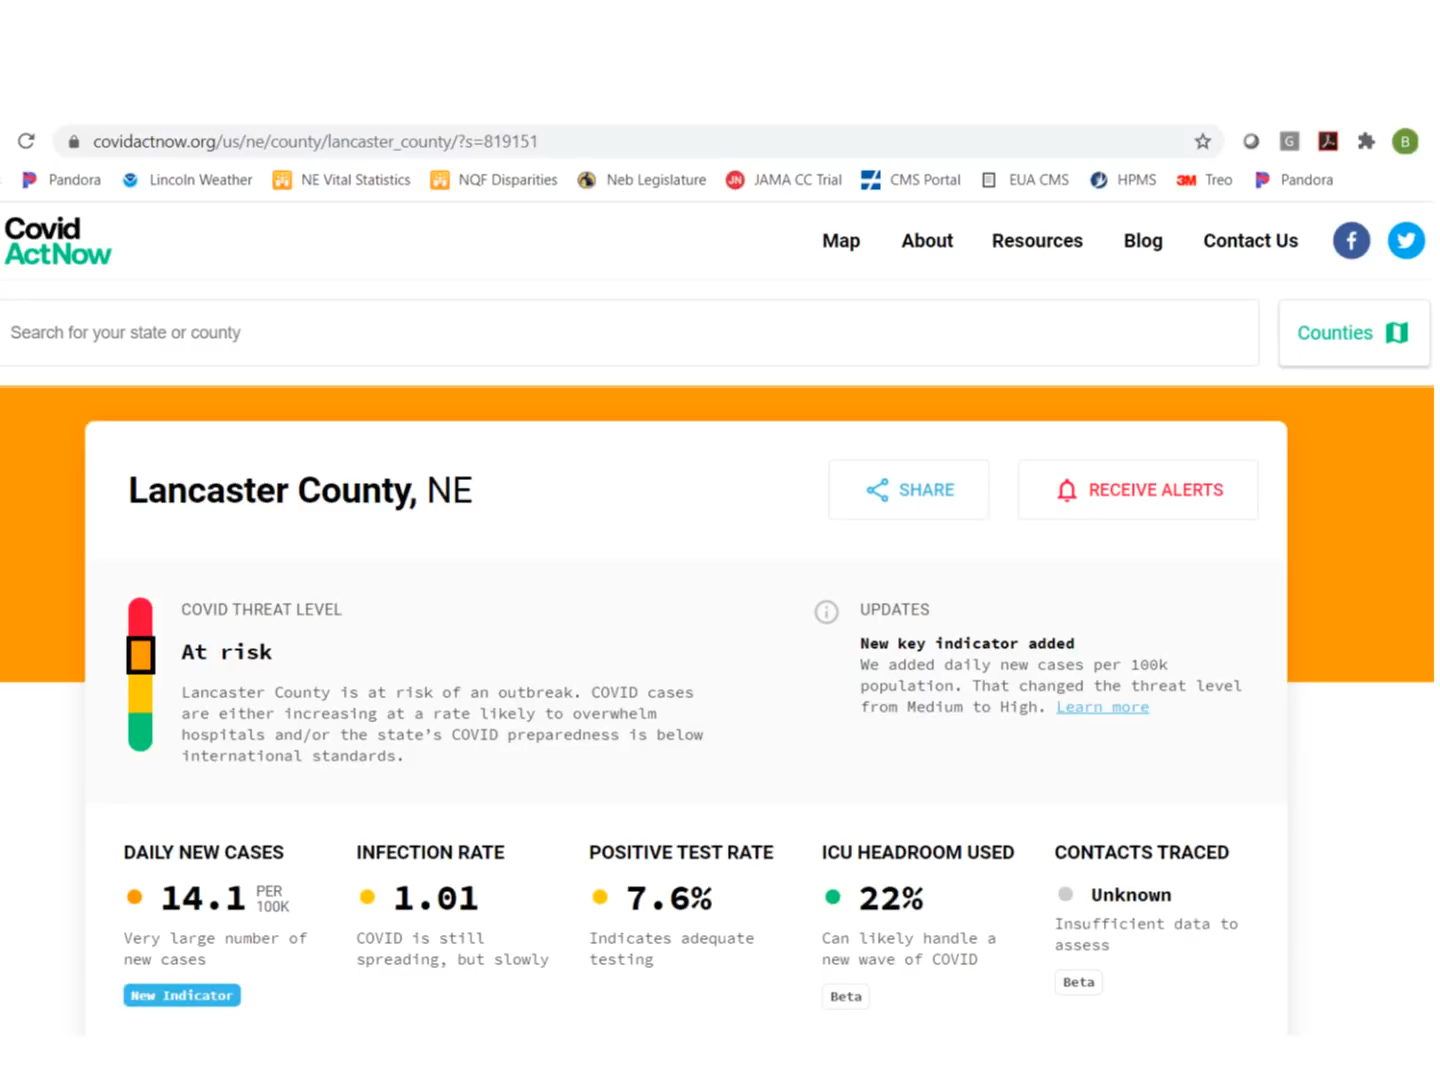 covidactnow.org/us/ne/county/lancaster_county/?s=819151
G
B
Pandora Lincoln Weather NE Vital Statistics NQF Disparities Neb Legislature JN JAMA CC Trial CMS Portal EUA CMS HPMS 3M Treo Pandora
Covid
ActNow
Map About Resources Blog Contact Us
Search for your state or county
Counties
Lancaster County, NE
SHARE
RECEIVE ALERTS
COVID THREAT LEVEL
At risk
Lancaster County is at risk of an outbreak. COVID cases
are either increasing at a rate likely to overwhelm
hospitals and/or the state's COVID preparedness is below
international standards.
UPDATES
New key indicator added
We added daily new cases per 100k
population. That changed the threat level
from Medium to High. Learn more
DAILY NEW CASES
14.1 PER 100K
Very large number of
new cases
New Indicator
INFECTION RATE
1.01
COVID is still
spreading, but slowly
POSITIVE TEST RATE
7.6%
Indicates adequate
testing
ICU HEADROOM USED
22%
Can likely handle a
new wave of COVID
Beta
CONTACTS TRACED
Unknown
Insufficient data to
assess
Beta